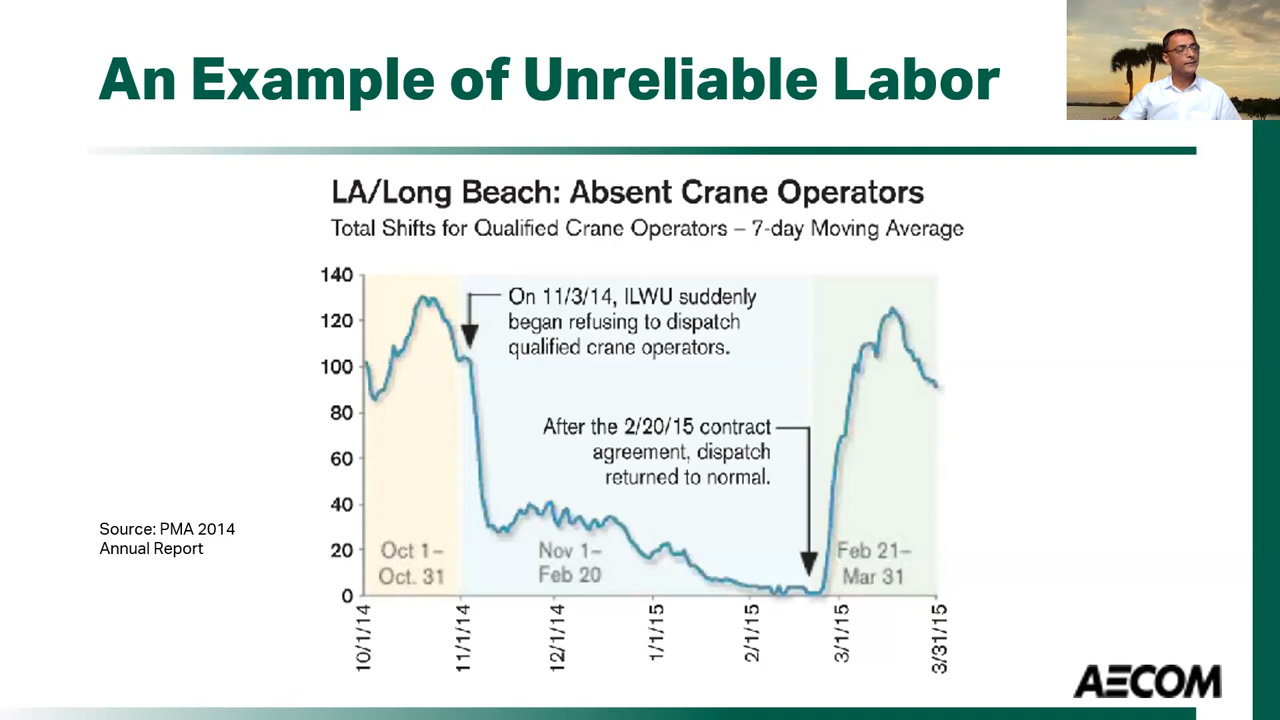 An Example of Unreliable Labor
LA/Long Beach: Absent Crane Operators
Total Shifts for Qualified Crane Operators – 7-day Moving Average
140
120
100
80
60
40
20
0
On 11/3/14, ILWU suddenly
began refusing to dispatch
qualified crane operators.
After the 2/20/15 contract
agreement, dispatch
returned to normal.
Oct 1–
Oct. 31
Nov 1–
Feb 20
Feb 21–
Mar 31
10/1/14
11/1/14
12/1/14
1/1/15
2/1/15
3/1/15
3/31/15
Source: PMA 2014
Annual Report
AECOM